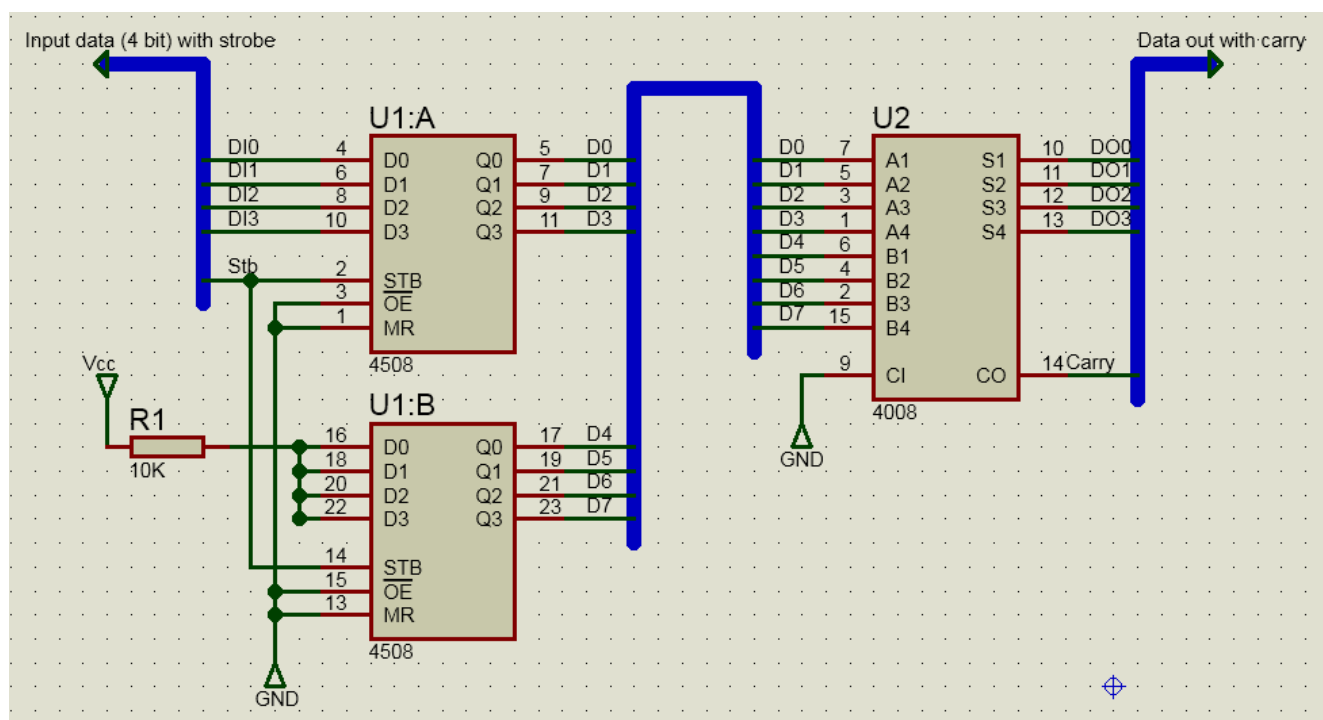 Input data (4 bit) with strobe
Data out with carry
U1:A
DI0 4 D0 Q0 5 D0
DI1 6 D1 Q1 7 D1
DI2 8 D2 Q2 9 D2
DI3 10 D3 Q3 11 D3
Stb 2 STB
3 OE
1 MR
4508
U2
D0 7 A1 S1 10 DO0
D1 5 A2 S2 11 DO1
D2 3 A3 S3 12 DO2
D3 1 A4 S4 13 DO3
D4 6 B1
D5 4 B2
D6 2 B3
D7 15 B4
9 CI CO 14 Carry
4008
GND
Vcc
R1
10K
U1:B
16 D0 Q0 17 D4
18 D1 Q1 19 D5
20 D2 Q2 21 D6
22 D3 Q3 23 D7
14 STB
15 OE
13 MR
4508
GND